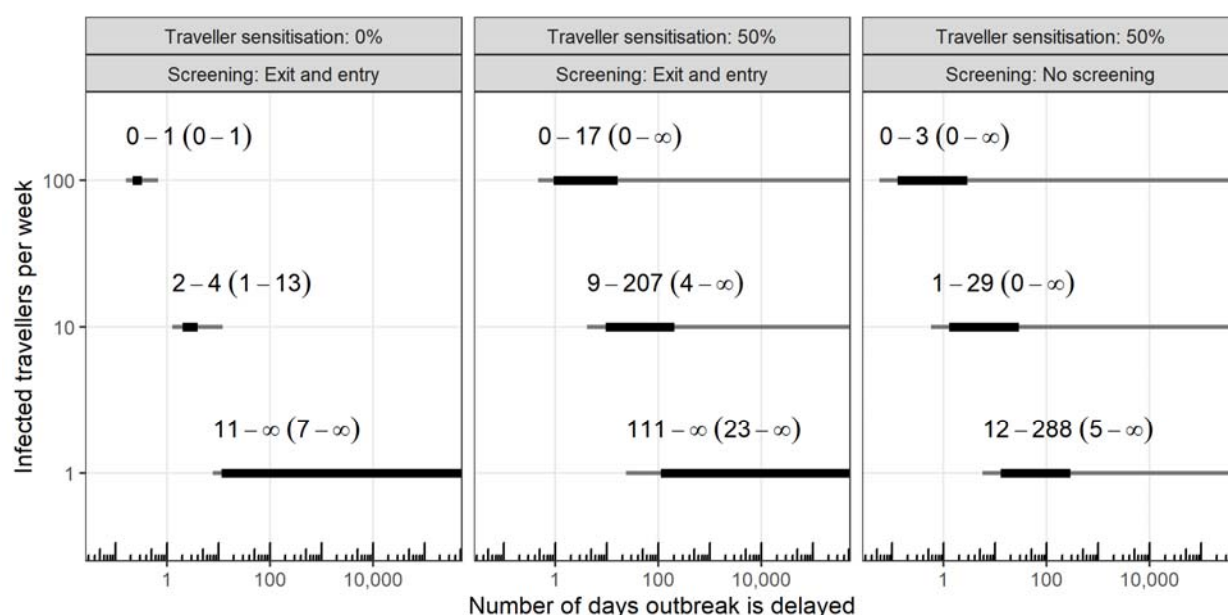 Traveller sensitisation: 0%
Screening: Exit and entry
Traveller sensitisation: 50%
Screening: Exit and entry
Traveller sensitisation: 50%
Screening: No screening
Infected travellers per week
100
10
1
0 – 1 (0 – 1)
2 – 4 (1 – 13)
11 – ∞ (7 – ∞)
0 – 17 (0 – ∞)
9 – 207 (4 – ∞)
111 – ∞ (23 – ∞)
0 – 3 (0 – ∞)
1 – 29 (0 – ∞)
12 – 288 (5 – ∞)
1 100 10,000
1 100 10,000
1 100 10,000
Number of days outbreak is delayed